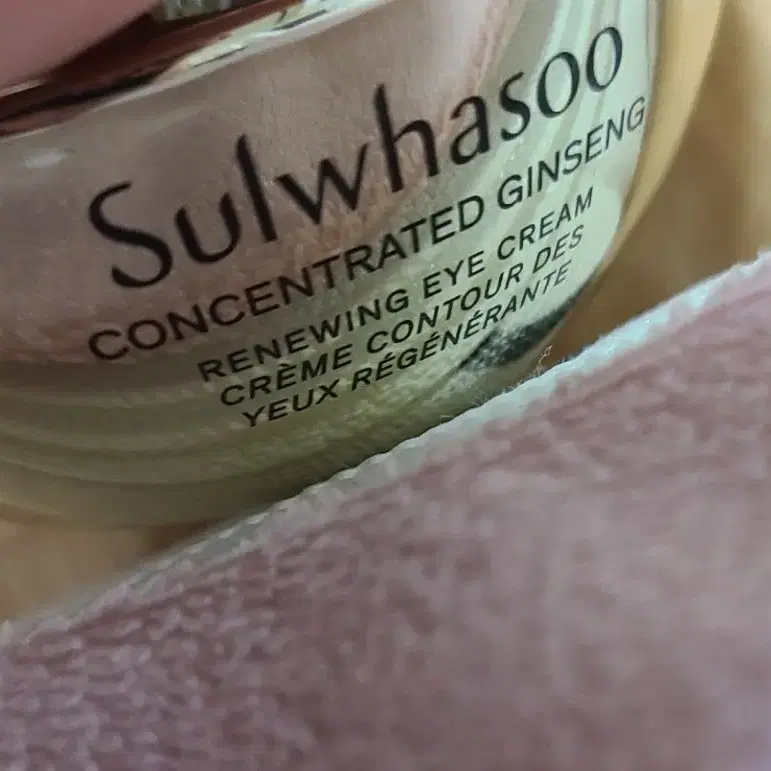 Sulwhasoo
CONCENTRATED GINSENG
RENEWING EYE CREAM
CRÈME CONTOUR DES
YEUX RÉGÉNÉRANTE